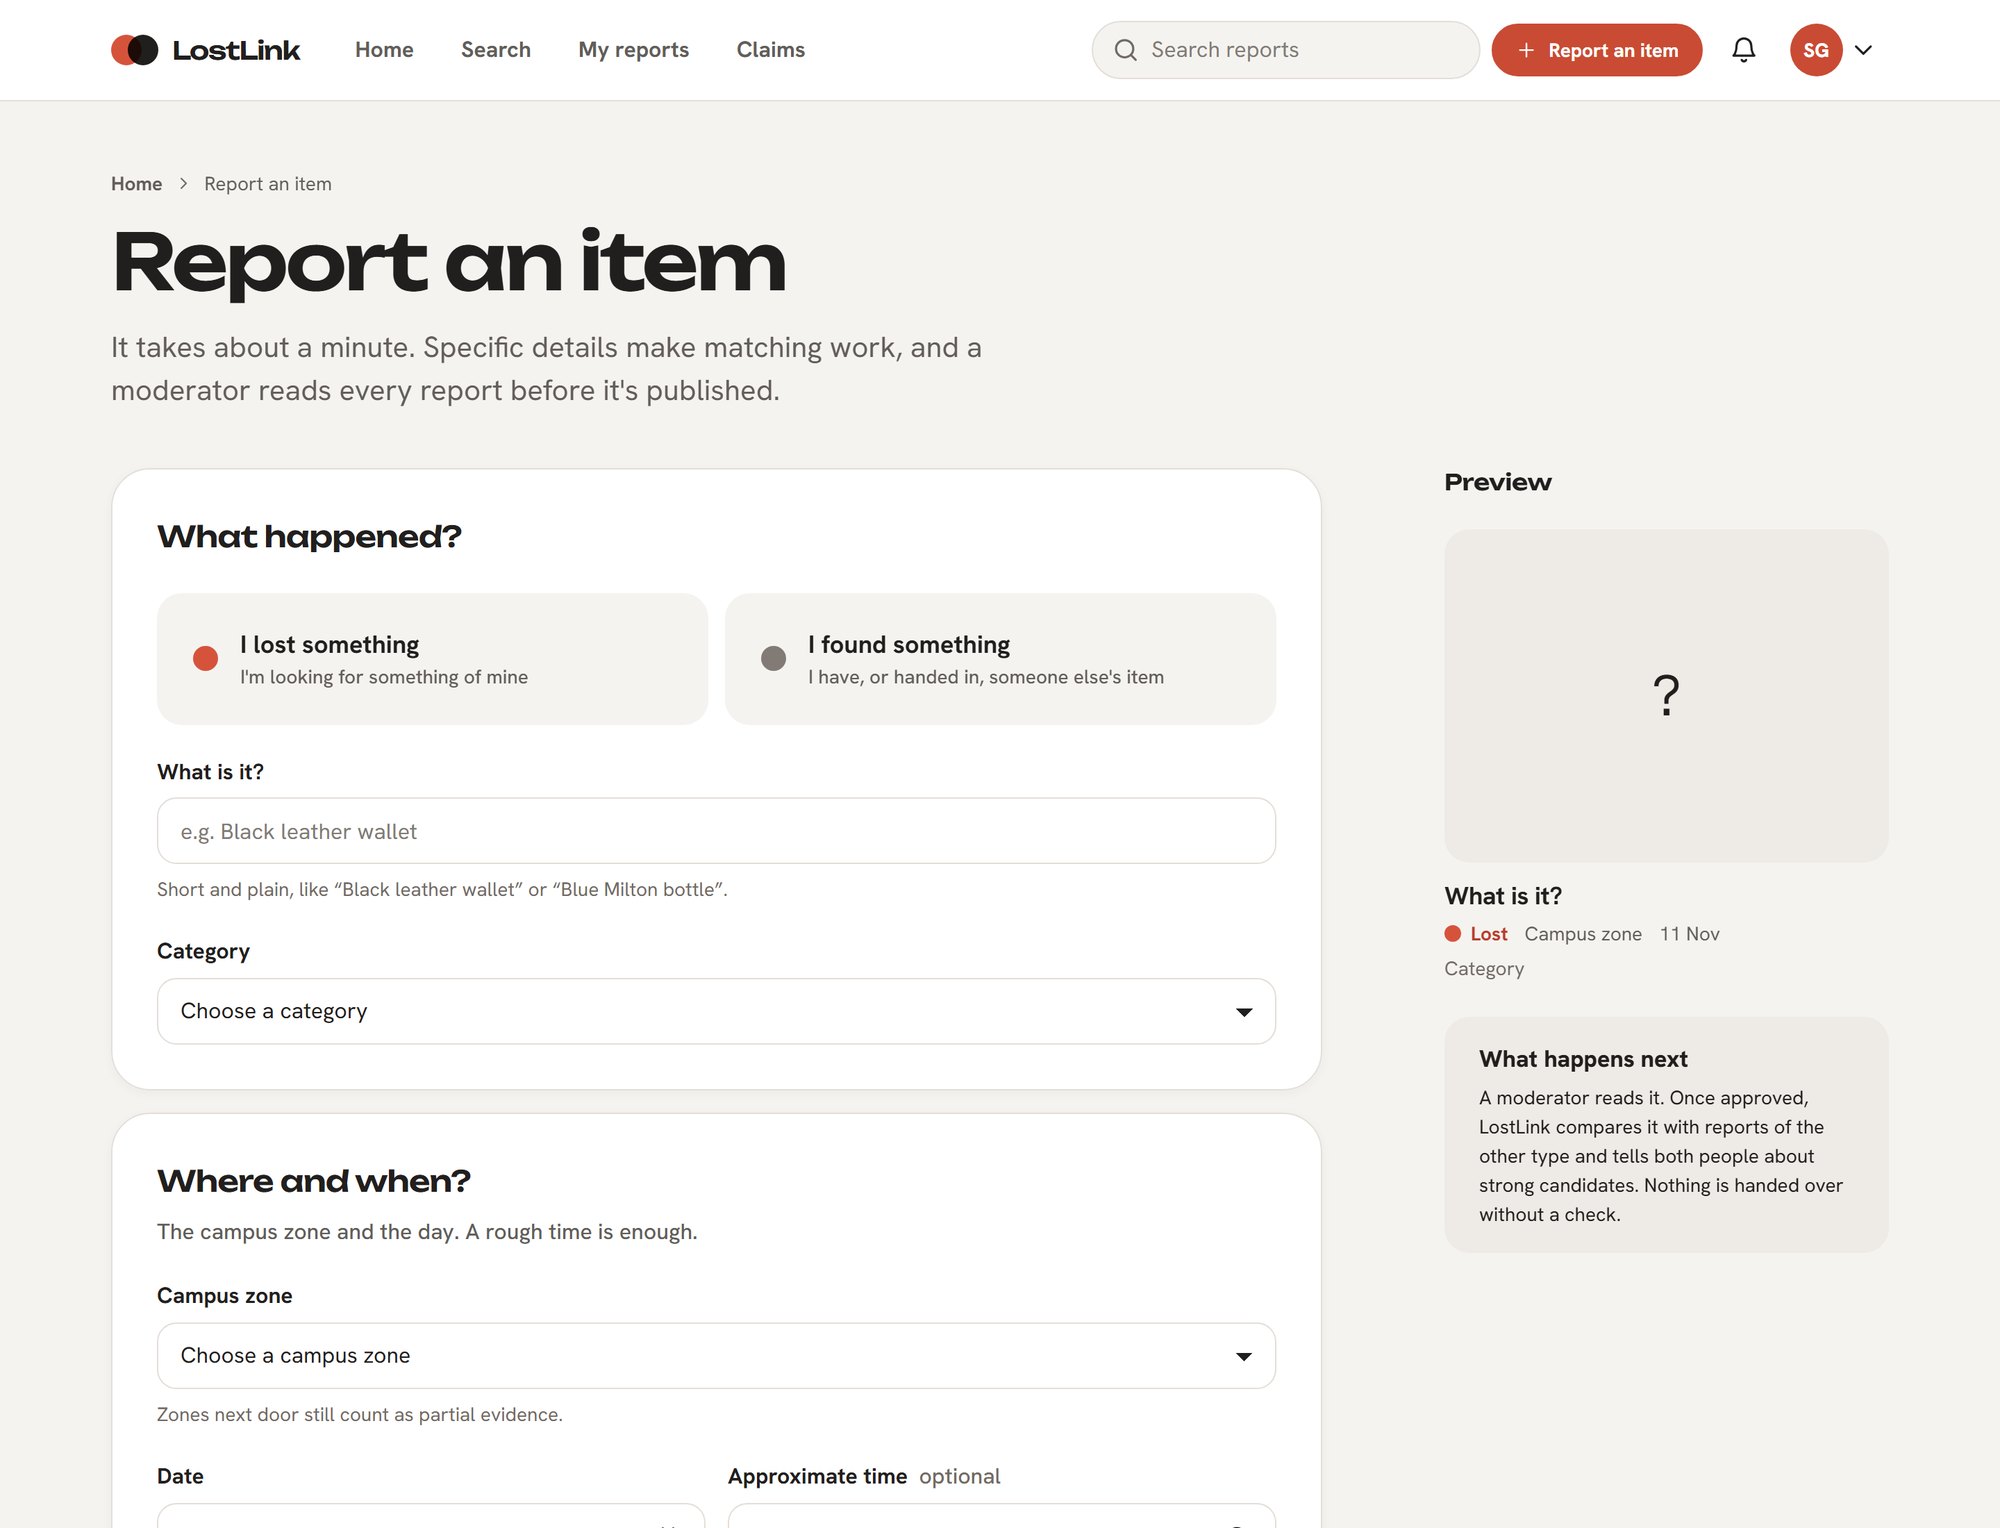 LostLink
Home
Search
My reports
Claims
Search reports
+ Report an item
SG
Home > Report an item
Report an item
It takes about a minute. Specific details make matching work, and a
moderator reads every report before it's published.
What happened?
I lost something
I'm looking for something of mine
I found something
I have, or handed in, someone else's item
What is it?
e.g. Black leather wallet
Short and plain, like “Black leather wallet” or “Blue Milton bottle”.
Category
Choose a category
Where and when?
The campus zone and the day. A rough time is enough.
Campus zone
Choose a campus zone
Zones next door still count as partial evidence.
Date
Approximate time optional
Preview
?
What is it?
Lost Campus zone 11 Nov
Category
What happens next
A moderator reads it. Once approved,
LostLink compares it with reports of the
other type and tells both people about
strong candidates. Nothing is handed over
without a check.